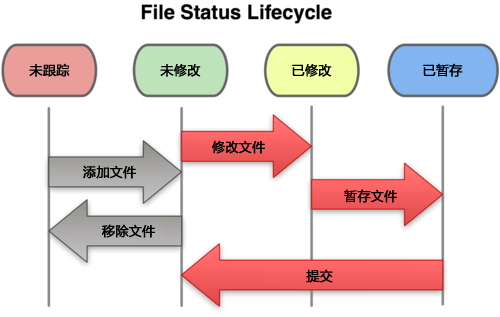 File Status Lifecycle
未跟踪
未修改
已修改
已暂存
修改文件
添加文件
暂存文件
移除文件
提交